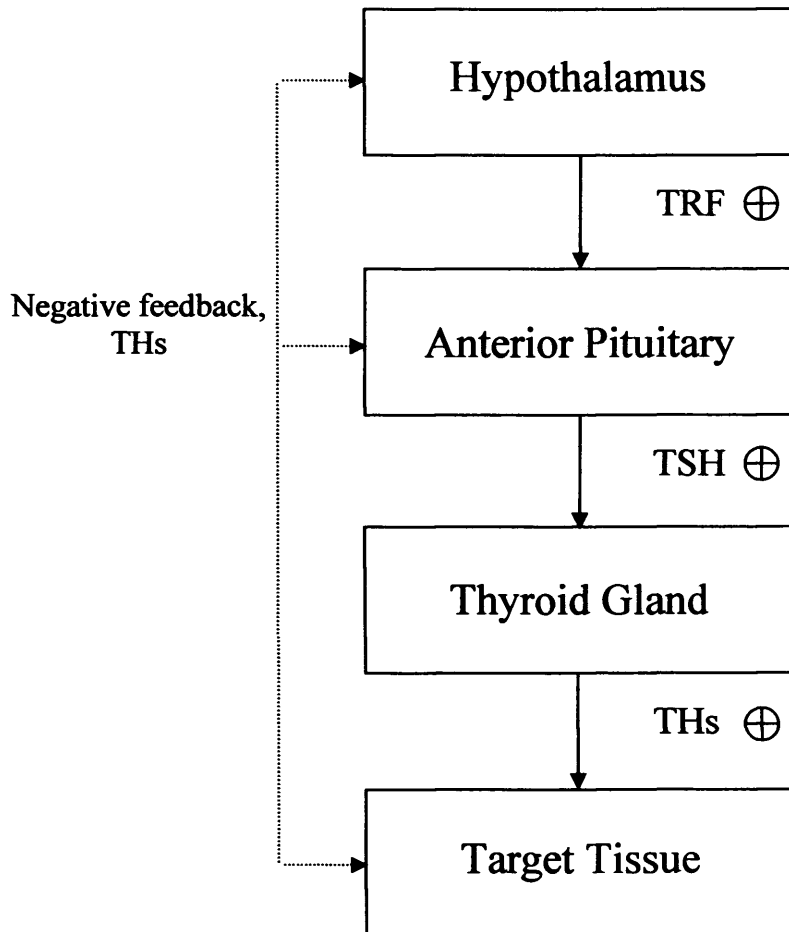 Hypothalamus
TRF ⊕
Negative feedback,
THs
Anterior Pituitary
TSH ⊕
Thyroid Gland
THs ⊕
Target Tissue